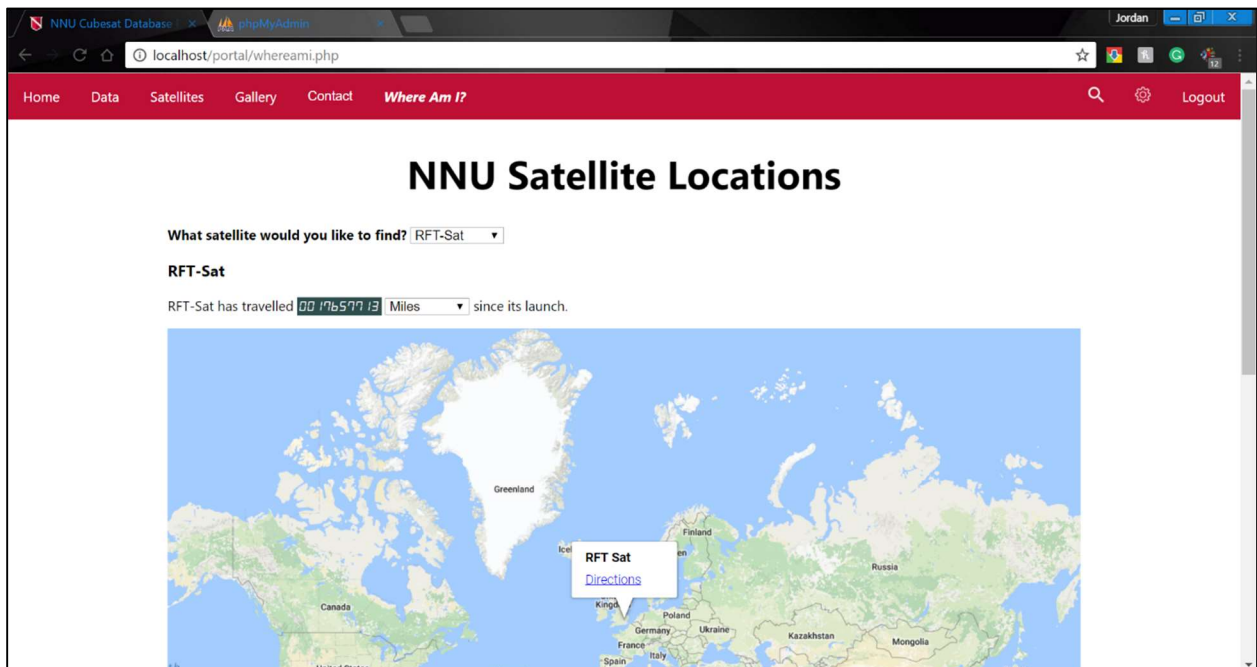 NNU Cubesat Database
phpMyAdmin
Jordan
localhost/portal/whereami.php
12
Home Data Satellites Gallery Contact Where Am I? Logout
NNU Satellite Locations
What satellite would you like to find? RFT-Sat
RFT-Sat
RFT-Sat has travelled 0017657713 Miles since its launch.
Greenland
Finland
RFT Sat
Russia
Directions
Canada
Poland
Germany
Ukraine
Kazakhstan
Mongolia
France
Italy
Spain